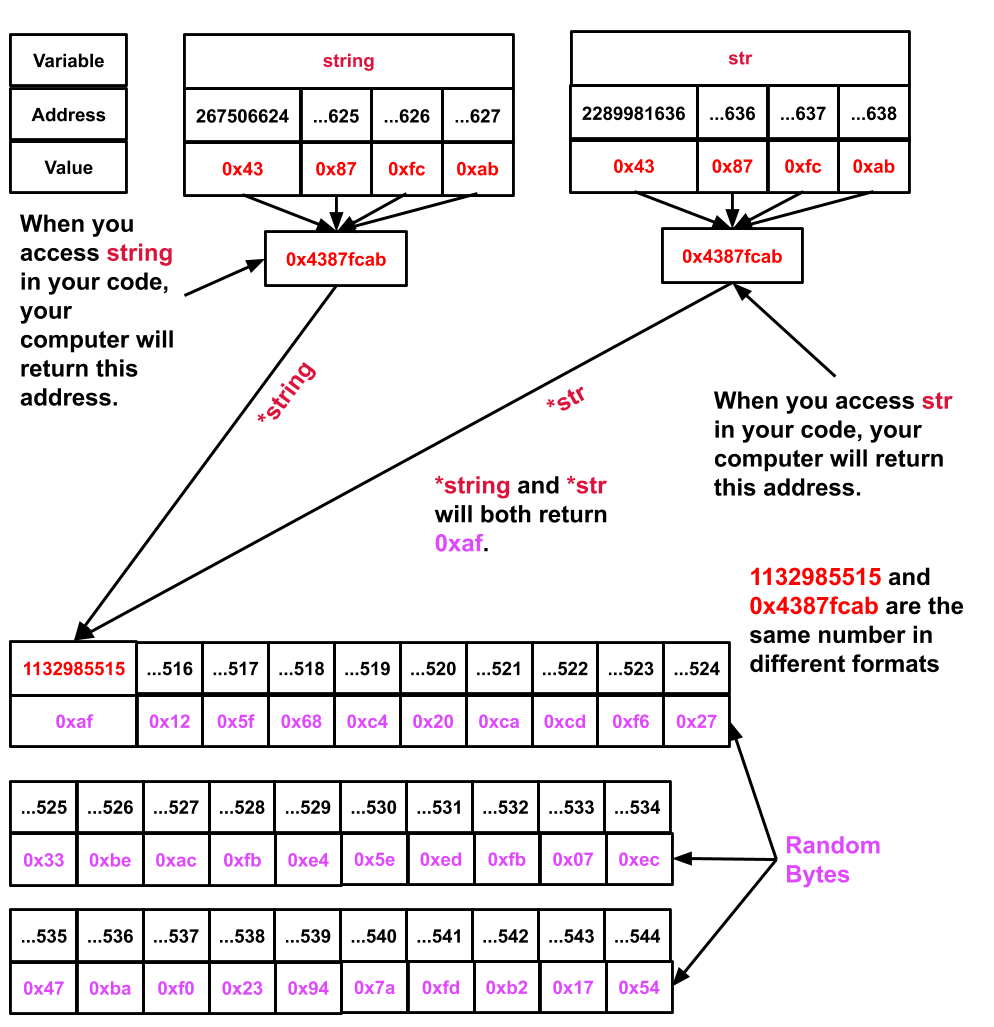 Variable string str
Address 267506624 ...625 ...626 ...627 2289981636 ...636 ...637 ...638
Value 0x43 0x87 0xfc 0xab 0x43 0x87 0xfc 0xab
0x4387fcab 0x4387fcab
When you
access string
in your code,
your
computer will
return this
address.
*string
*str
When you access str
in your code, your
computer will return
this address.
*string and *str
will both return
0xaf.
1132985515 and
0x4387fcab are the
same number in
different formats
1132985515 ...516 ...517 ...518 ...519 ...520 ...521 ...522 ...523 ...524
0xaf 0x12 0x5f 0x68 0xc4 0x20 0xca 0xcd 0xf6 0x27
...525 ...526 ...527 ...528 ...529 ...530 ...531 ...532 ...533 ...534
0x33 0xbe 0xac 0xfb 0xe4 0x5e 0xed 0xfb 0x07 0xec
Random
Bytes
...535 ...536 ...537 ...538 ...539 ...540 ...541 ...542 ...543 ...544
0x47 0xba 0xf0 0x23 0x94 0x7a 0xfd 0xb2 0x17 0x54